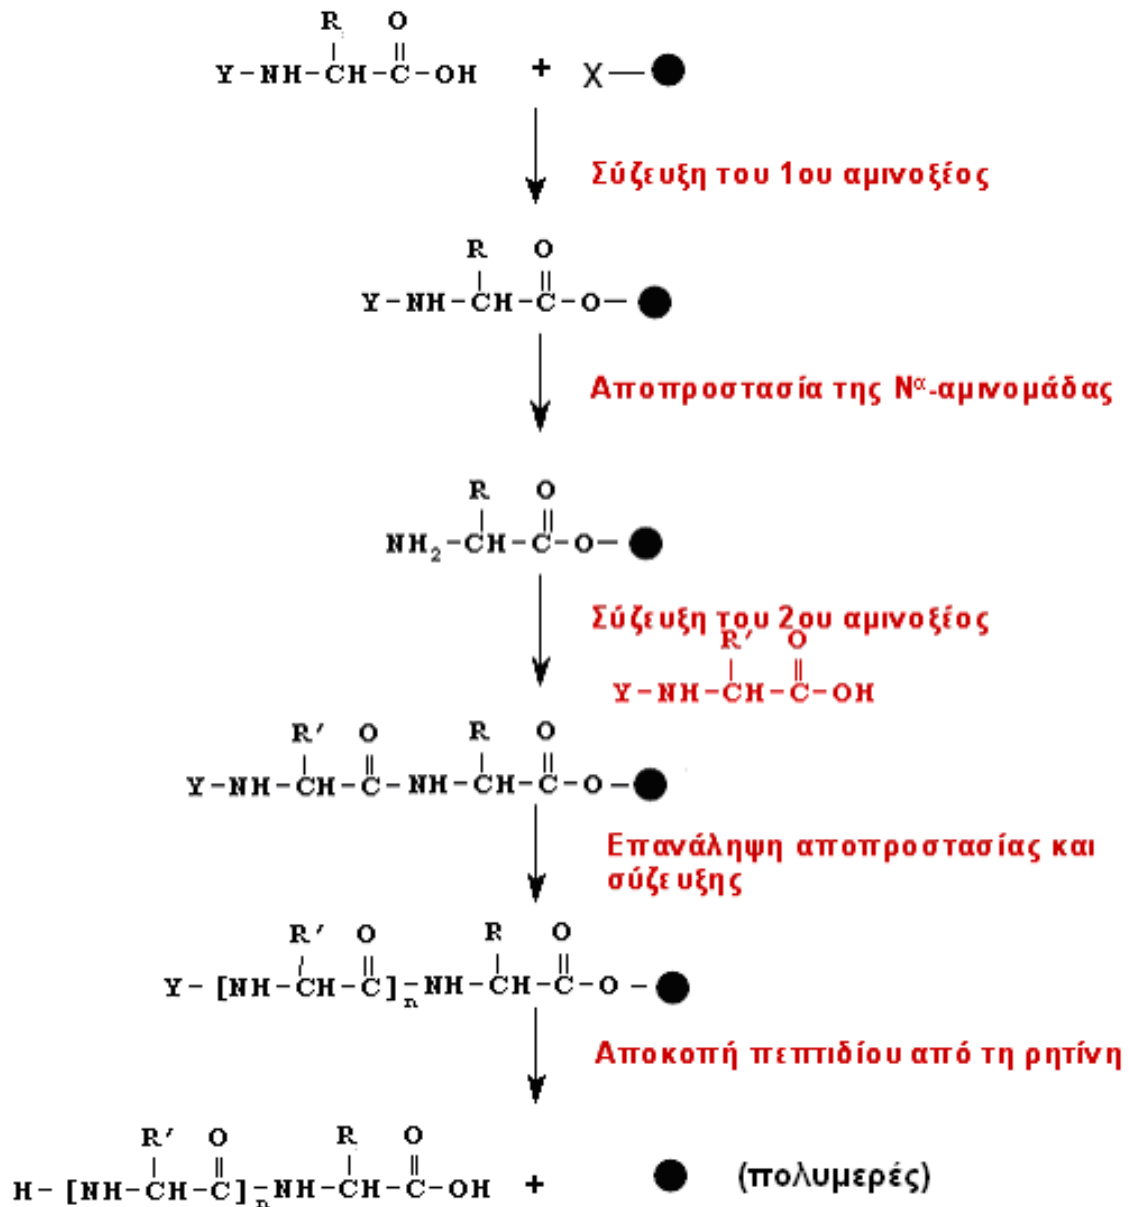 R O
Y-NH-CH-C-OH + X—
Σύζευξη του 1ου αμινοξέος
R O
Y-NH-CH-C-O—
Αποπροστασία της Nα-αμινομάδας
R O
NH2-CH-C-O—
Σύζευξη του 2ου αμινοξέος
R' O
Y-NH-CH-C-OH
R' O R O
Y-NH-CH-C-NH-CH-C-O—
Επανάληψη αποπροστασίας και
σύζευξης
R' O R O
Y-[NH-CH-C]n-NH-CH-C-O—
Αποκοπή πεπτιδίου από τη ρητίνη
R' O R O
H-[NH-CH-C]n-NH-CH-C-OH + (πολυμερές)